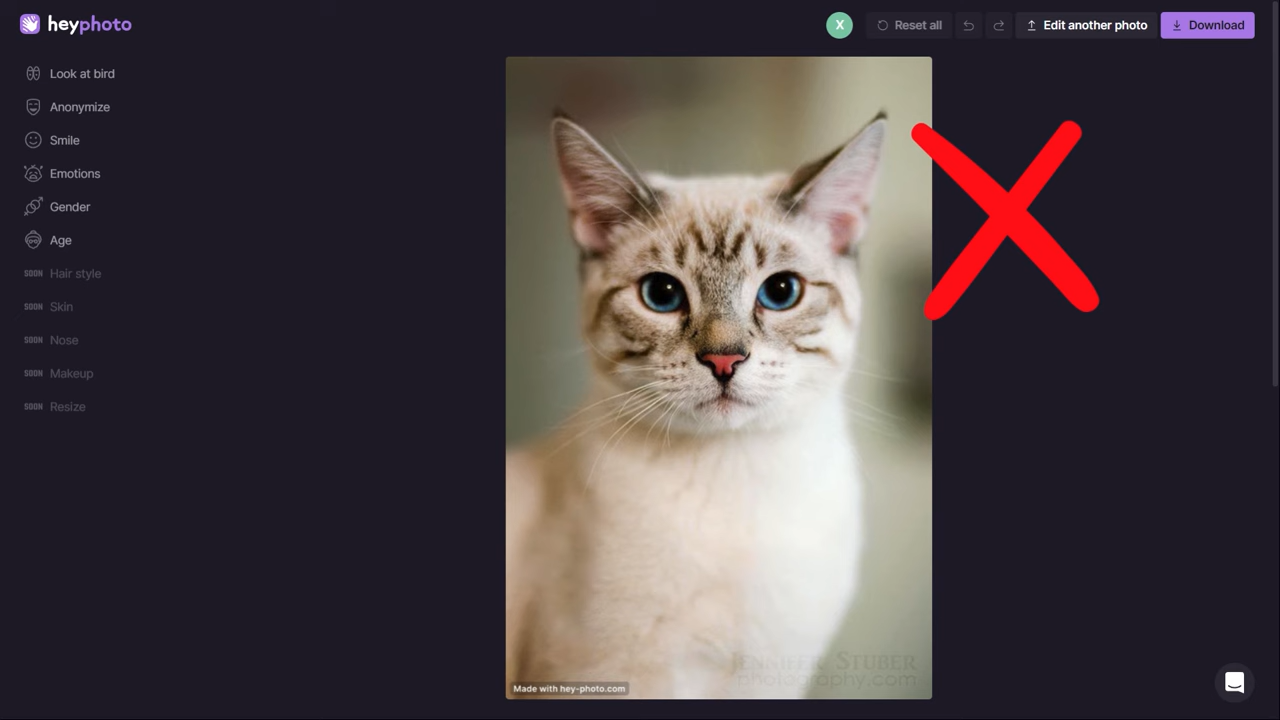 heyphoto
X
Reset all
Edit another photo
Download
Look at bird
Anonymize
Smile
Emotions
Gender
Age
SOON Hair style
SOON Skin
SOON Nose
SOON Makeup
SOON Resize
JENNIFER STUBER
photography.com
Made with hey-photo.com